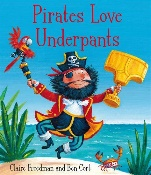 Pirates Love
Underpants
Claire Freedman and Ben Cort